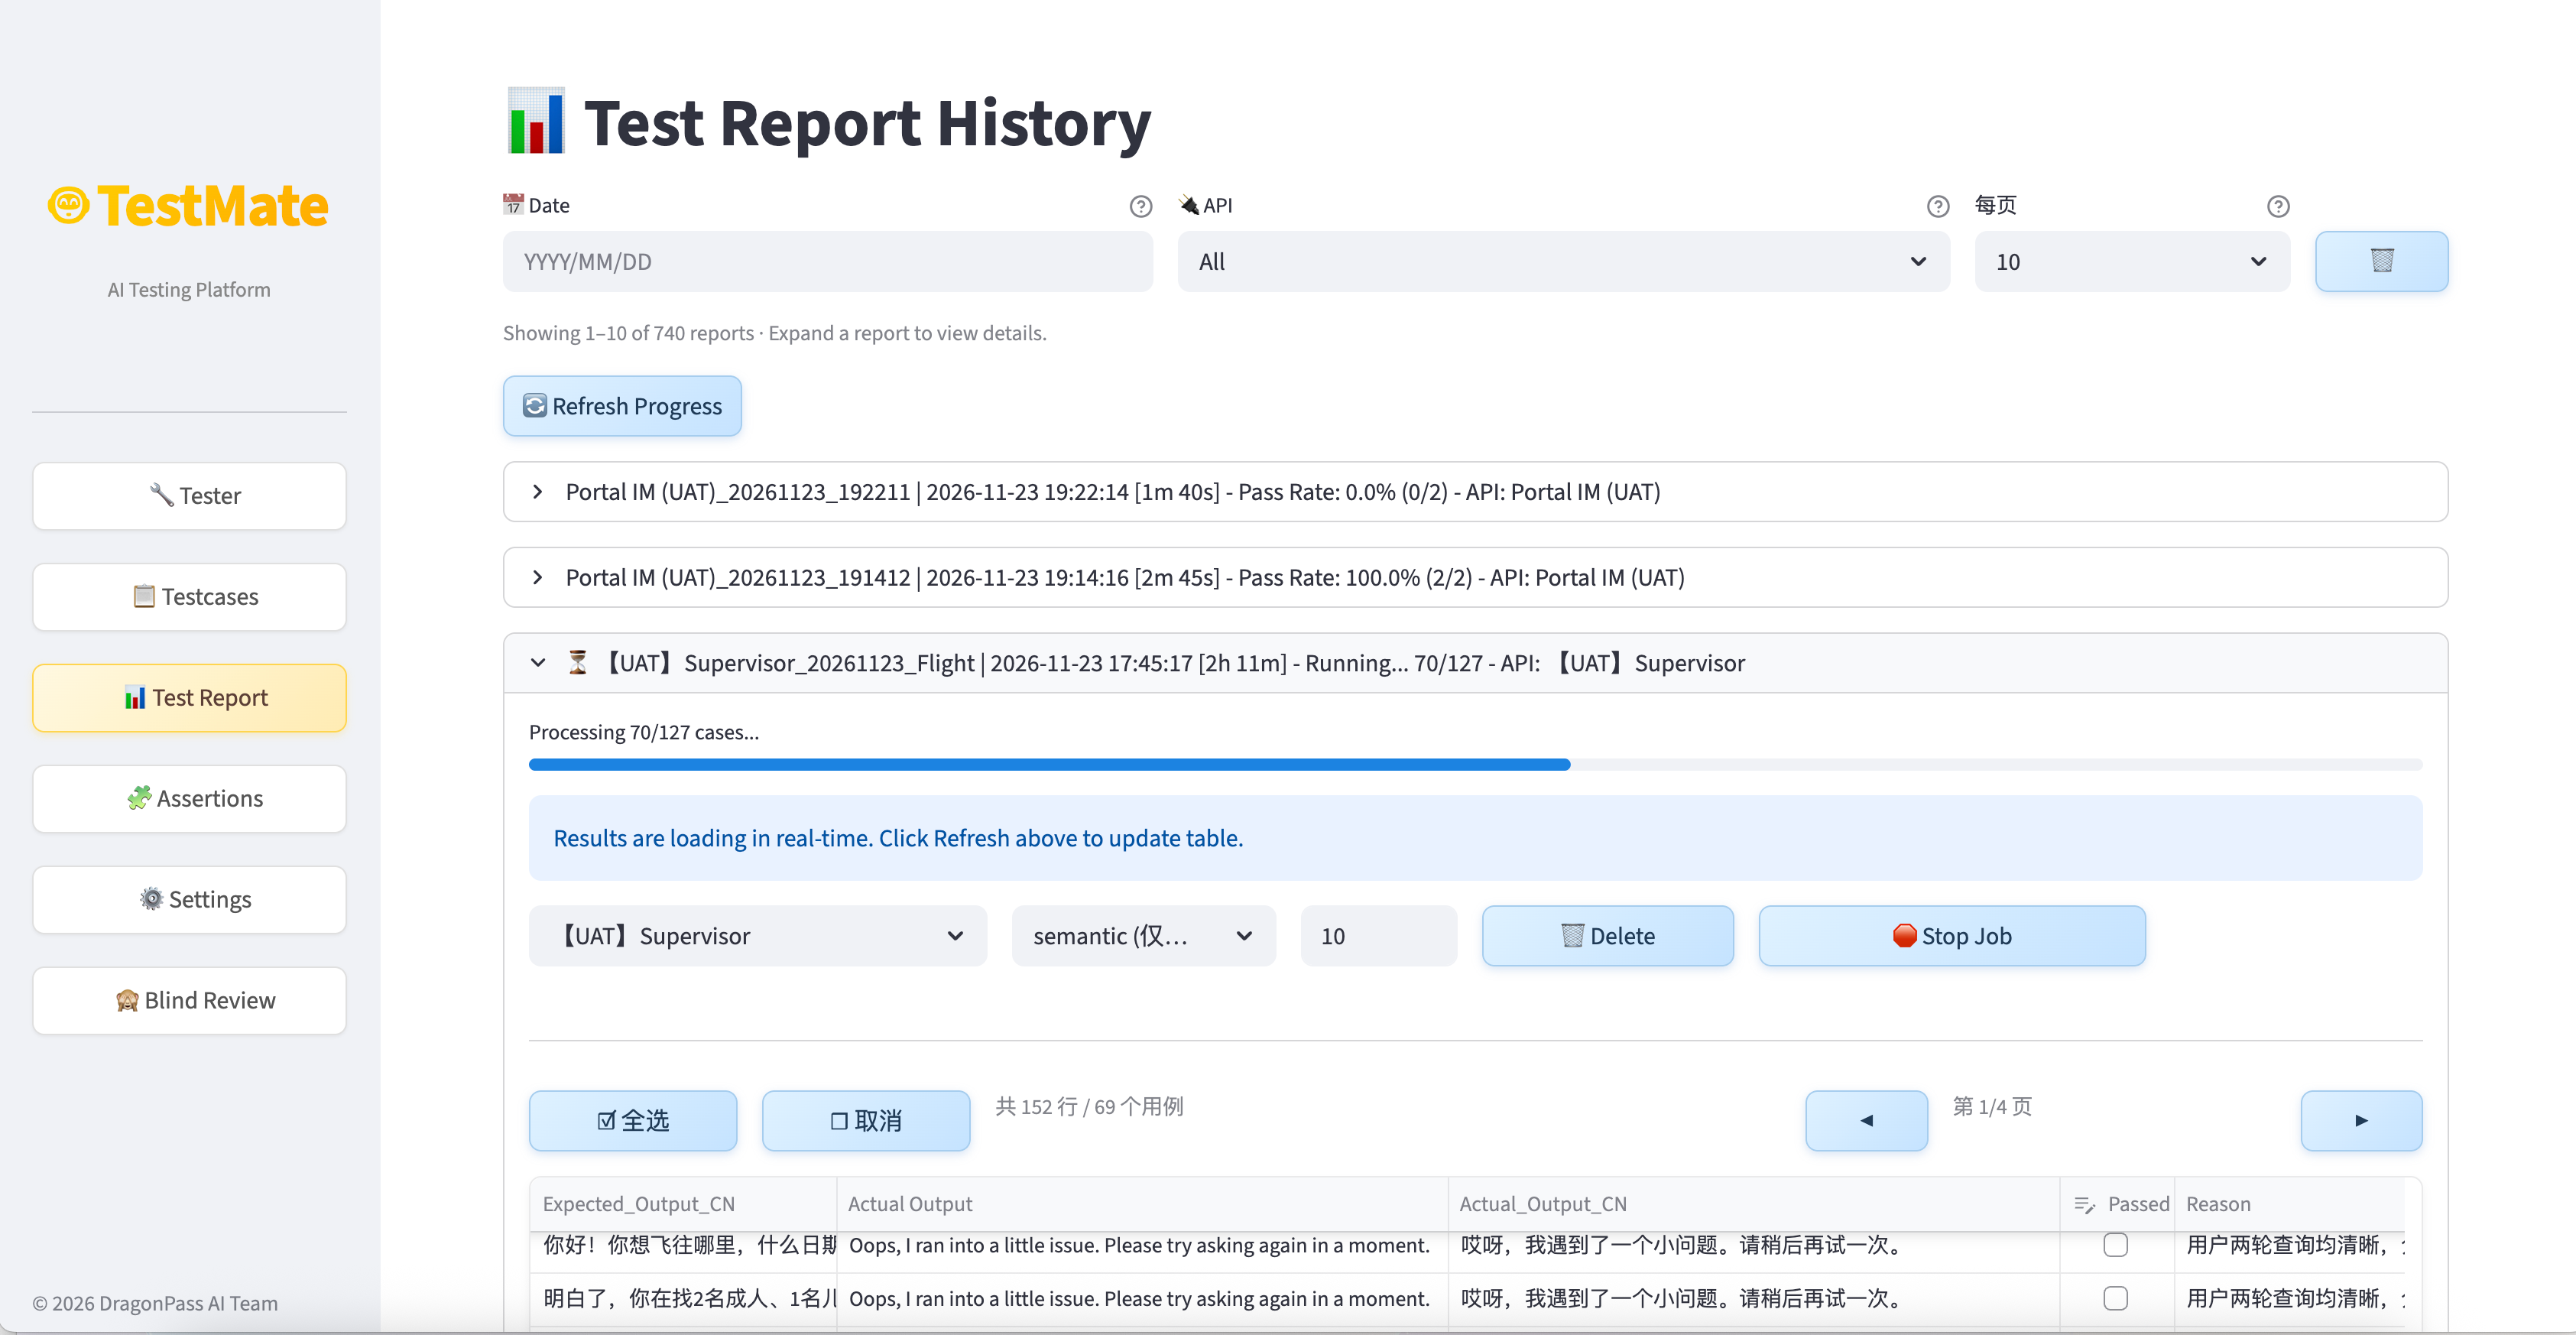 TestMate
AI Testing Platform
Tester
Testcases
Test Report
Assertions
Settings
Blind Review
© 2026 DragonPass AI Team
Test Report History
Date
API
每页
YYYY/MM/DD
All
10
Showing 1–10 of 740 reports · Expand a report to view details.
Refresh Progress
Portal IM (UAT)_20261123_192211 | 2026-11-23 19:22:14 [1m 40s] - Pass Rate: 0.0% (0/2) - API: Portal IM (UAT)
Portal IM (UAT)_20261123_191412 | 2026-11-23 19:14:16 [2m 45s] - Pass Rate: 100.0% (2/2) - API: Portal IM (UAT)
【UAT】Supervisor_20261123_Flight | 2026-11-23 17:45:17 [2h 11m] - Running... 70/127 - API: 【UAT】Supervisor
Processing 70/127 cases...
Results are loading in real-time. Click Refresh above to update table.
【UAT】Supervisor
semantic (仅...
10
Delete
Stop Job
全选
取消
共 152 行 / 69 个用例
◄
第 1/4 页
►
Expected_Output_CN Actual Output Actual_Output_CN Passed Reason
你好！你想飞往哪里，什么日期 Oops, I ran into a little issue. Please try asking again in a moment. 哎呀，我遇到了一个小问题。请稍后再试一次。 用户两轮查询均清晰，
明白了，你在找2名成人、1名儿 Oops, I ran into a little issue. Please try asking again in a moment. 哎呀，我遇到了一个小问题。请稍后再试一次。 用户两轮查询均清晰，